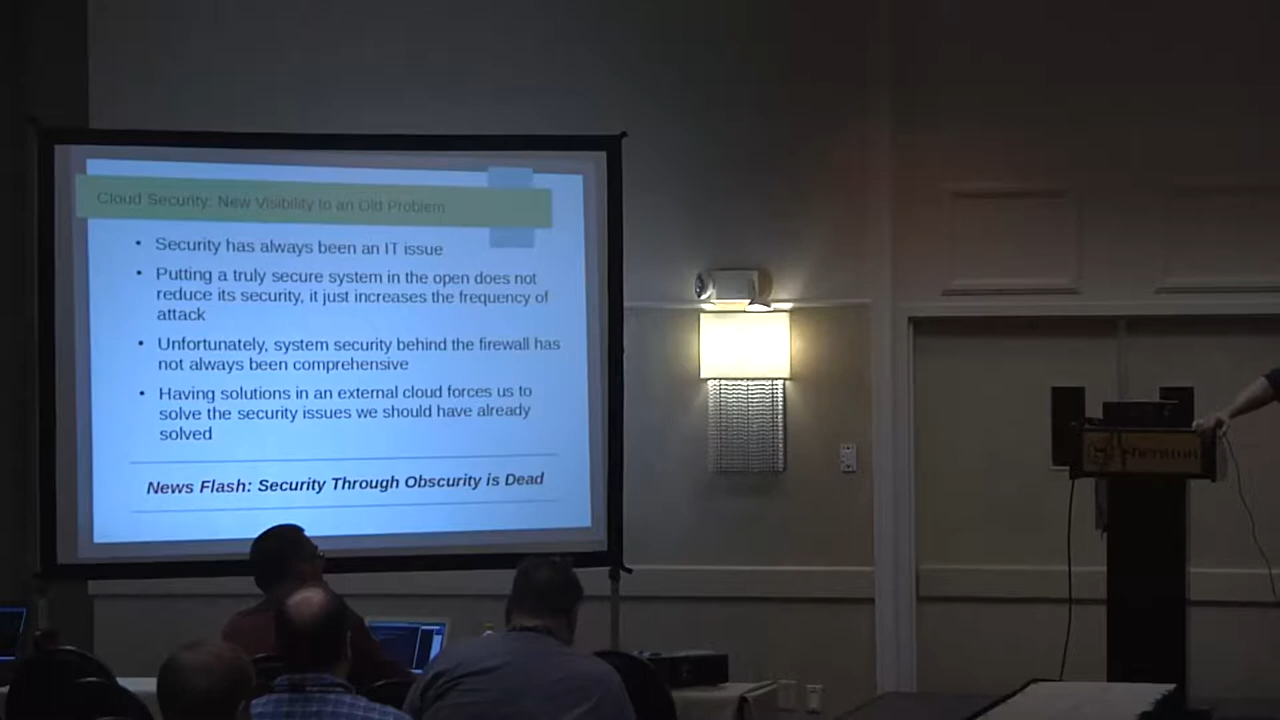 Cloud Security: New Visibility to an Old Problem
• Security has always been an IT issue
• Putting a truly secure system in the open does not
reduce its security, it just increases the frequency of
attack
• Unfortunately, system security behind the firewall has
not always been comprehensive
• Having solutions in an external cloud forces us to
solve the security issues we should have already
solved
News Flash: Security Through Obscurity is Dead
Sheraton